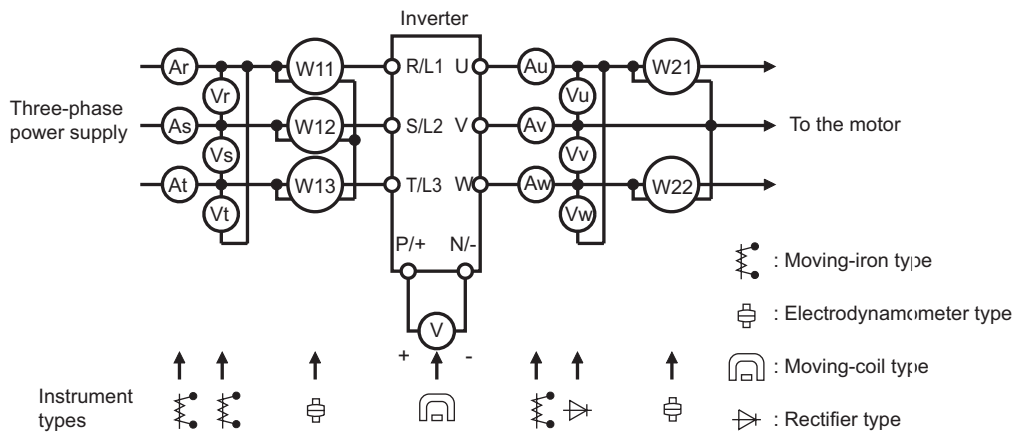 Inverter
Three-phase
power supply
Ar
As
At
Vr
Vs
Vt
W11
W12
W13
R/L1
S/L2
T/L3
U
V
W
P/+
N/-
V
+
-
Au
Av
Aw
Vu
Vv
Vw
W21
W22
To the motor
: Moving-iron type
: Electrodynamometer type
: Moving-coil type
: Rectifier type
Instrument
types